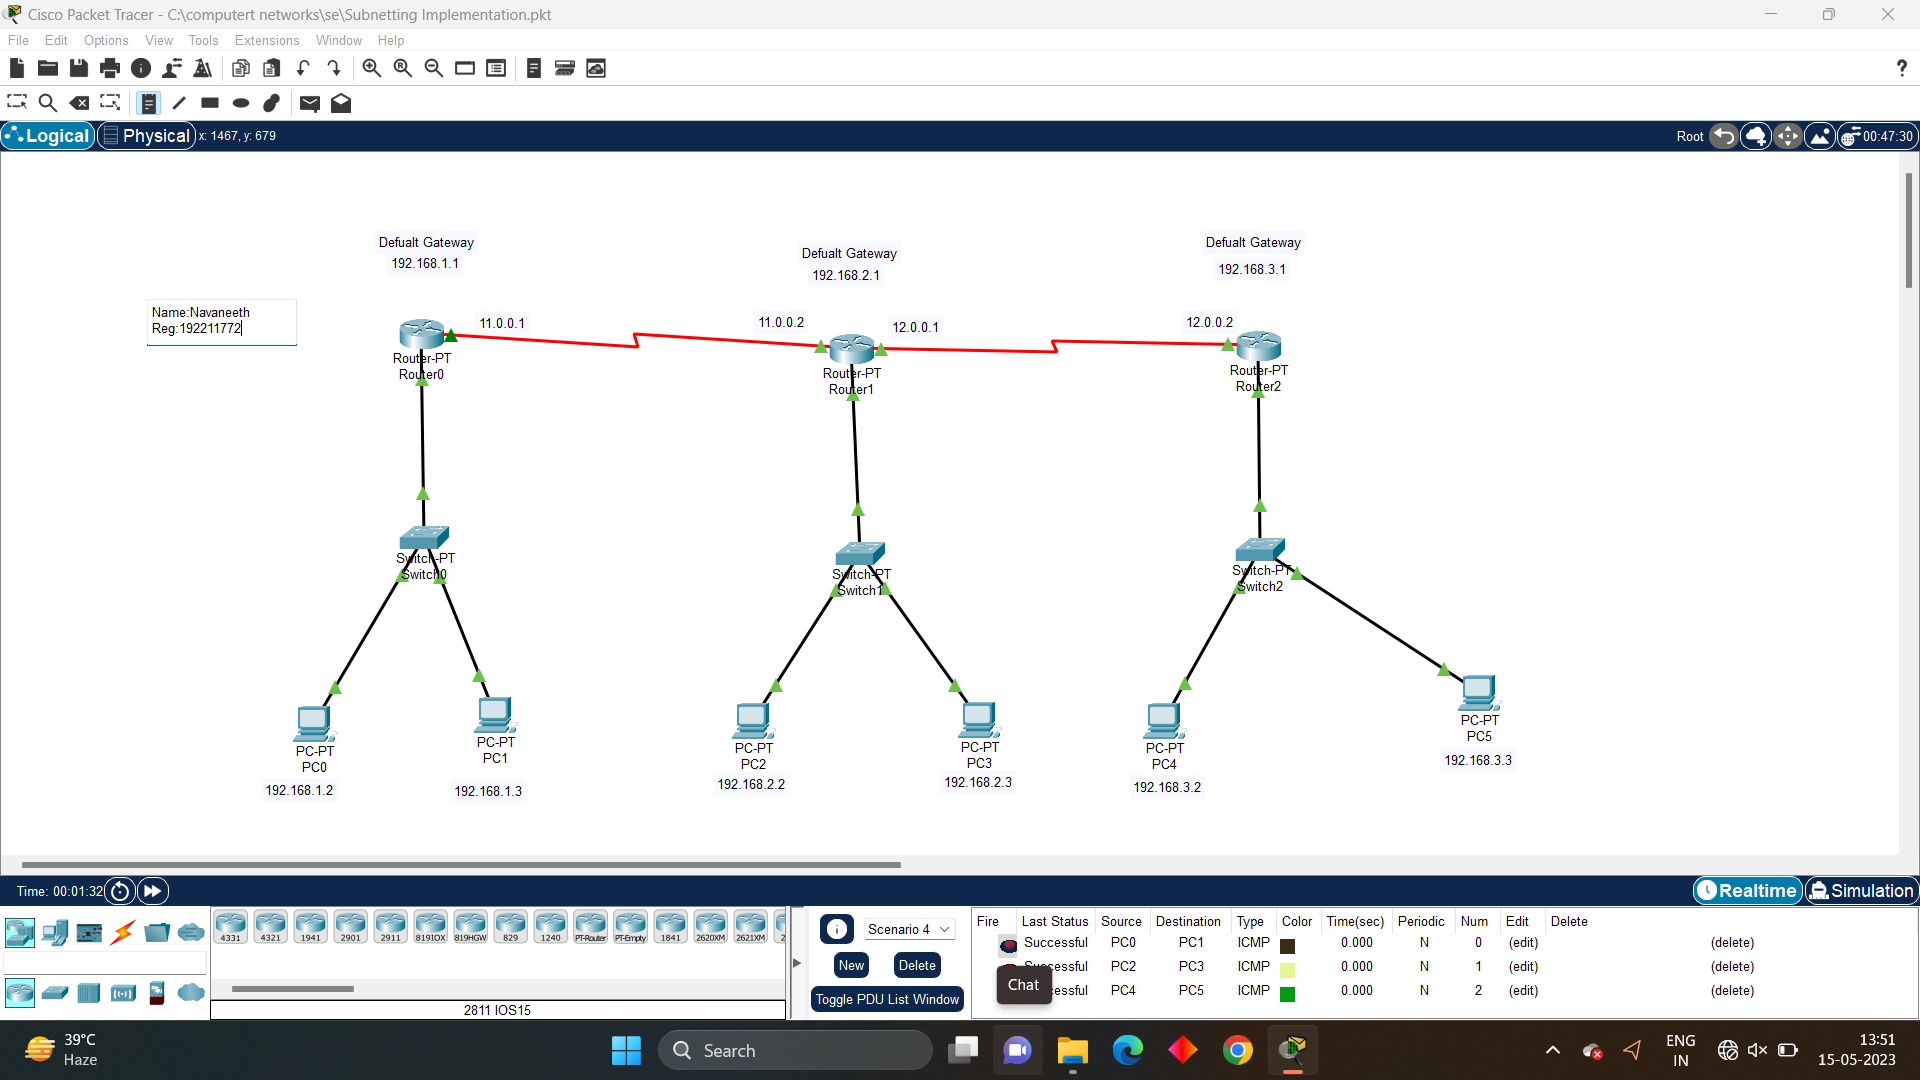 Cisco Packet Tracer - C:\computert networks\se\Subnetting Implementation.pkt
File Edit Options View Tools Extensions Window Help
?
Logical Physical x: 1467, y: 679 Root 00:47:30
Defualt Gateway
192.168.1.1
Defualt Gateway
192.168.2.1
Defualt Gateway
192.168.3.1
Name:Navaneeth
Reg:192211772
11.0.0.1
11.0.0.2
12.0.0.1
12.0.0.2
Router-PT
Router0
Router-PT
Router1
Router-PT
Router2
Switch-PT
Switch0
Switch-PT
Switch1
Switch-PT
Switch2
PC-PT
PC0
192.168.1.2
PC-PT
PC1
192.168.1.3
PC-PT
PC2
192.168.2.2
PC-PT
PC3
192.168.2.3
PC-PT
PC4
192.168.3.2
PC-PT
PC5
192.168.3.3
Time: 00:01:32 Realtime Simulation
4331 4321 1941 2901 2911 819IOX 819HGW 829 1240 PT-Router PT-Empty 1841 2620XM 2621XM 2
2811 IOS15
Scenario 4
New Delete
Toggle PDU List Window
Fire Last Status Source Destination Type Color Time(sec) Periodic Num Edit Delete
Successful PC0 PC1 ICMP 0.000 N 0 (edit) (delete)
Successful PC2 PC3 ICMP 0.000 N 1 (edit) (delete)
cessful PC4 PC5 ICMP 0.000 N 2 (edit) (delete)
Chat
39°C
Haze
Search
ENG
IN
13:51
15-05-2023